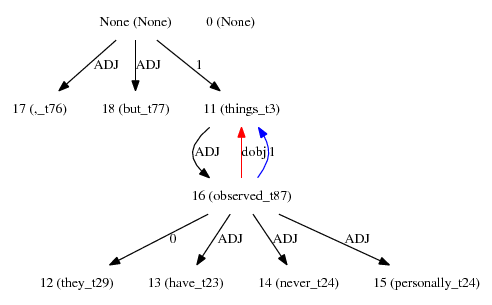 None (None) 0 (None)
ADJ ADJ 1
17 (,_t76) 18 (but_t77) 11 (things_t3)
ADJ dobj 1
16 (observed_t87)
0 ADJ ADJ ADJ
12 (they_t29) 13 (have_t23) 14 (never_t24) 15 (personally_t24)